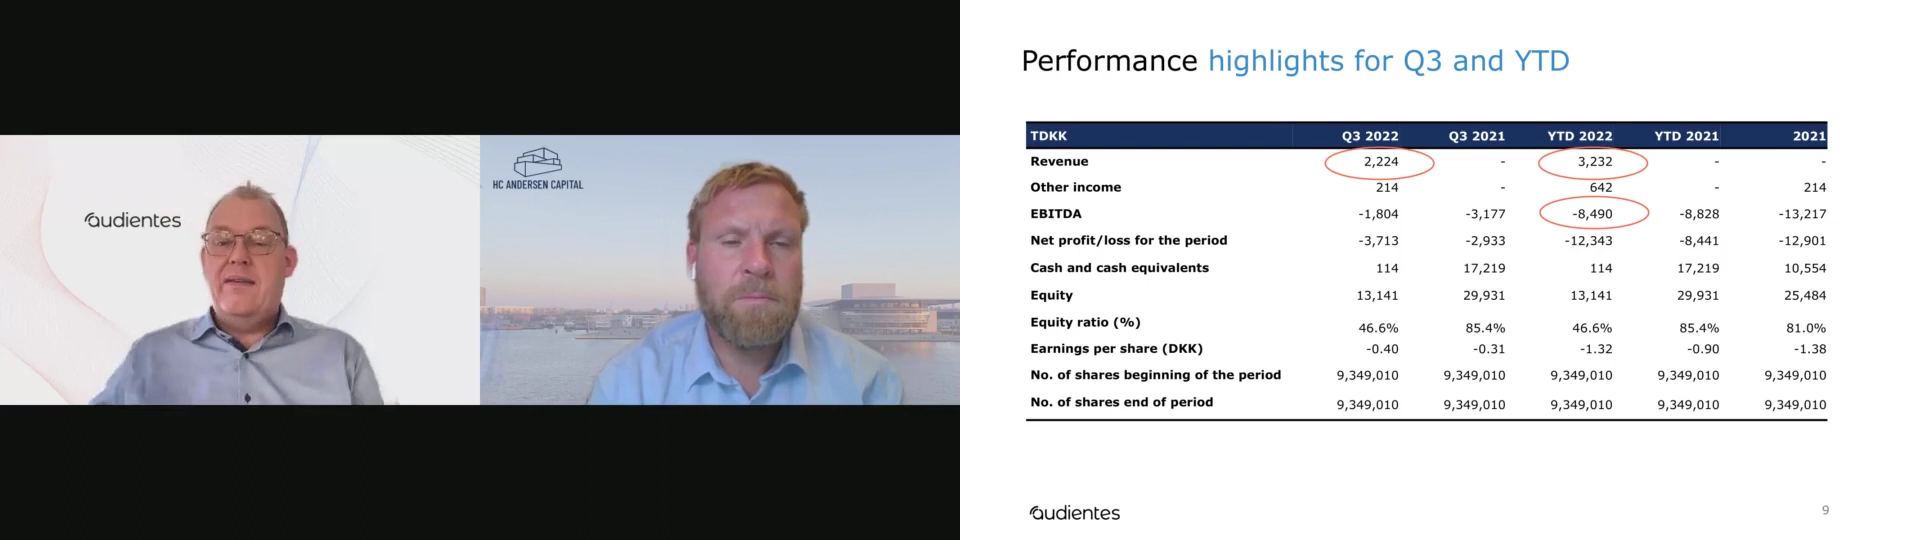 audientes
HC ANDERSEN CAPITAL
Performance highlights for Q3 and YTD
TDKK Q3 2022 Q3 2021 YTD 2022 YTD 2021 2021
Revenue 2,224 - 3,232 - -
Other income 214 - 642 - 214
EBITDA -1,804 -3,177 -8,490 -8,828 -13,217
Net profit/loss for the period -3,713 -2,933 -12,343 -8,441 -12,901
Cash and cash equivalents 114 17,219 114 17,219 10,554
Equity 13,141 29,931 13,141 29,931 25,484
Equity ratio (%) 46.6% 85.4% 46.6% 85.4% 81.0%
Earnings per share (DKK) -0.40 -0.31 -1.32 -0.90 -1.38
No. of shares beginning of the period 9,349,010 9,349,010 9,349,010 9,349,010 9,349,010
No. of shares end of period 9,349,010 9,349,010 9,349,010 9,349,010 9,349,010
audientes
9